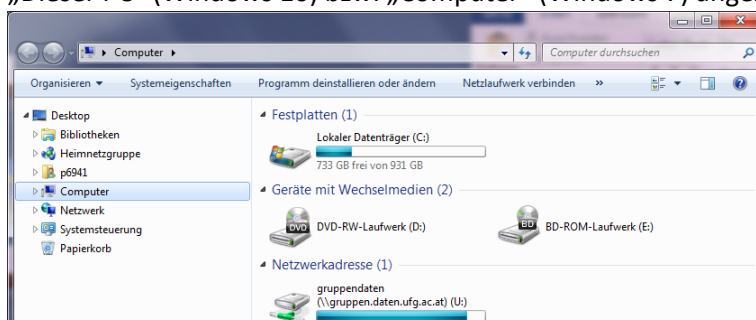 „Dieser PC“ (Windows 10) bzw. „Computer“ (Windows 7)
Computer
Computer durchsuchen
Organisieren
Systemeigenschaften
Programm deinstallieren oder ändern
Netzlaufwerk verbinden
»
Desktop
Bibliotheken
Heimnetzgruppe
p6941
Computer
Netzwerk
Systemsteuerung
Papierkorb
Festplatten (1)
Lokaler Datenträger (C:)
733 GB frei von 931 GB
Geräte mit Wechselmedien (2)
DVD
DVD-RW-Laufwerk (D:)
BD
BD-ROM-Laufwerk (E:)
Netzwerkadresse (1)
gruppendaten
(\\gruppen.daten.ufg.ac.at) (U:)